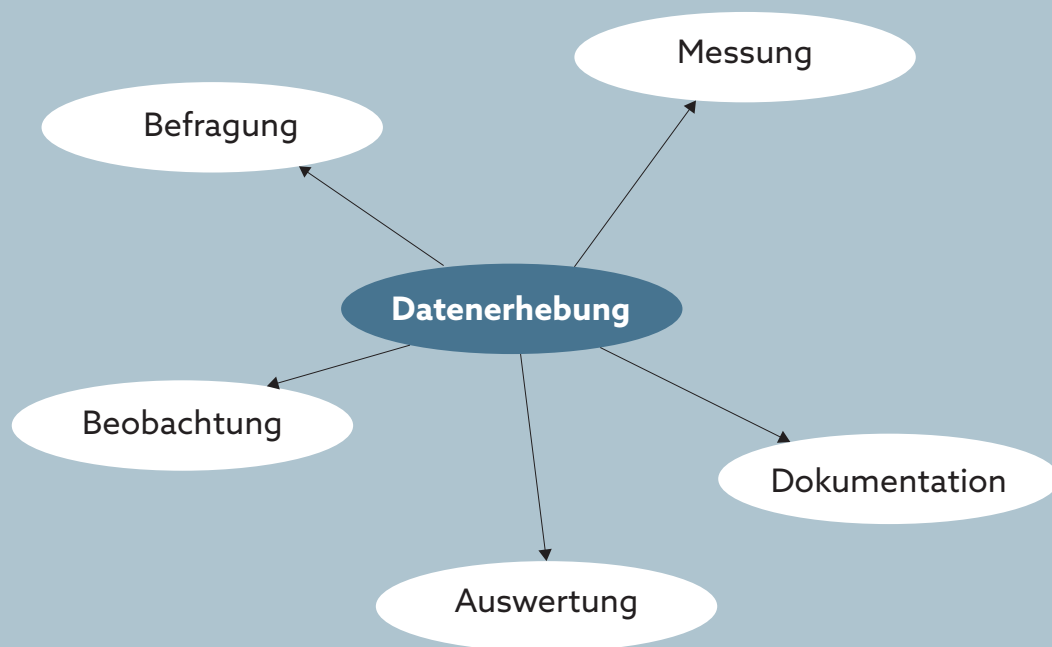 Messung
Befragung
Datenerhebung
Beobachtung
Dokumentation
Auswertung